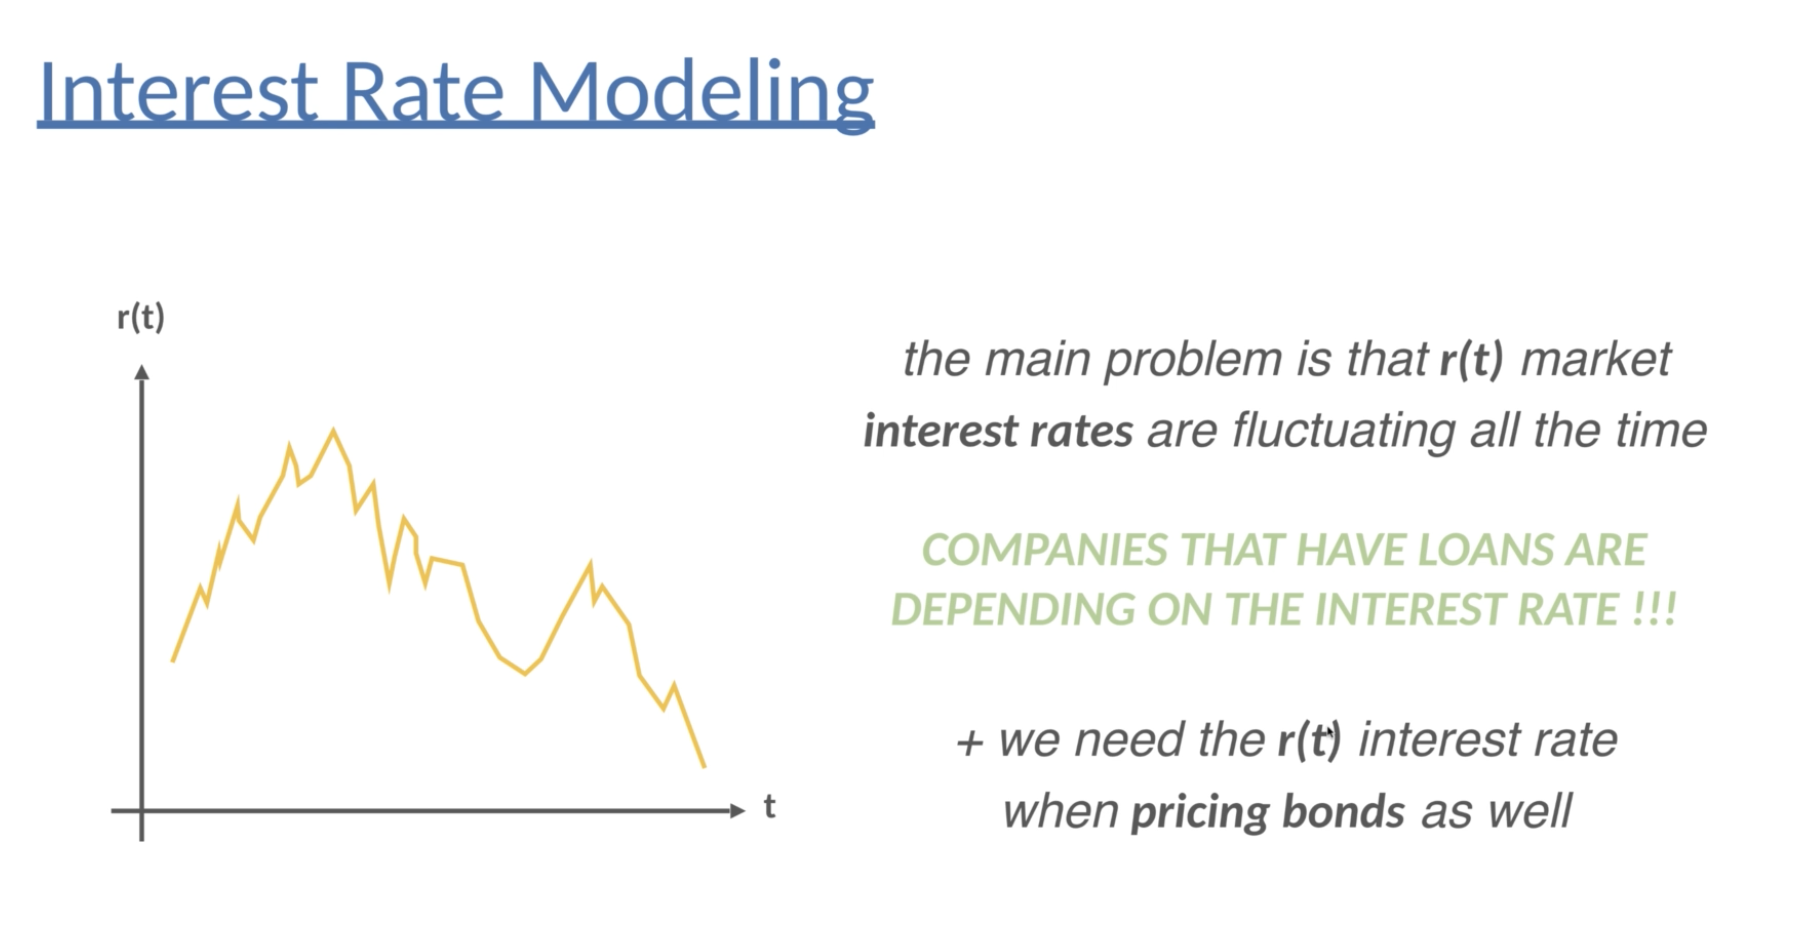 Interest Rate Modeling
r(t)
the main problem is that r(t) market
interest rates are fluctuating all the time
COMPANIES THAT HAVE LOANS ARE
DEPENDING ON THE INTEREST RATE !!!
+ we need the r(t) interest rate
when pricing bonds as well
t